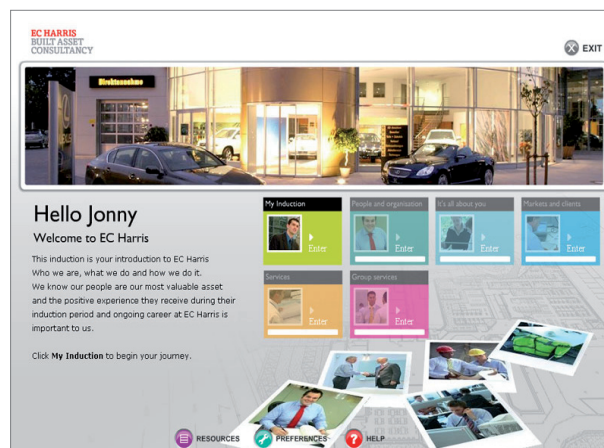 EC HARRIS
BUILT ASSET
CONSULTANCY
EXIT
Direktannahme
Hello Jonny
Welcome to EC Harris
This induction is your introduction to EC Harris
Who we are, what we do and how we do it.
We know our people are our most valuable asset
and the positive experience they receive during their
induction period and ongoing career at EC Harris is
important to us.
Click My Induction to begin your journey.
My Induction
Enter
People and organisation
Enter
It's all about you
Enter
Markets and clients
Enter
Services
Enter
Group services
Enter
RESOURCES
PREFERENCES
HELP